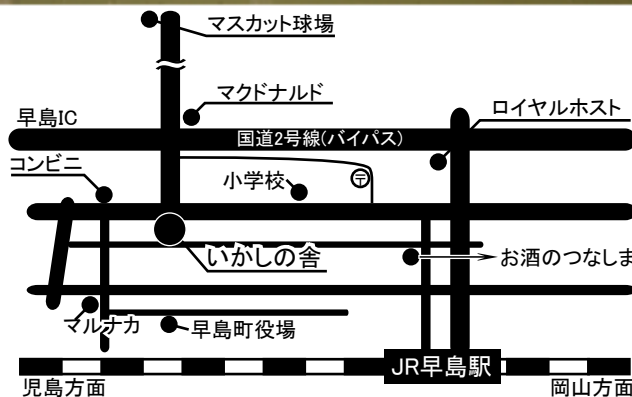 マスカット球場
マクドナルド
早島IC
ロイヤルホスト
国道2号線(バイパス)
コンビニ
小学校
〒
いかしの舎
お酒のつなしま
マルナカ
早島町役場
JR早島駅
児島方面
岡山方面